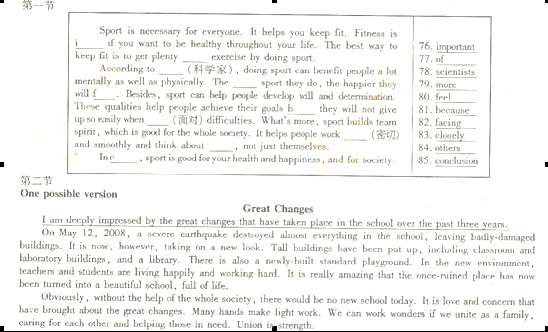 第一节
Sport is necessary for everyone. It helps you keep fit. Fitness is
i____ if you want to be healthy throughout your life. The best way to
keep fit is to get plenty ____ exercise by doing sport.
According to ____ (科学家), doing sport can benefit people a lot
mentally as well as physically. The ____ sport they do, the happier they
will f____. Besides, sport can help people develop will and determination.
These qualities help people achieve their goals b____ they will not give
up so easily when ____ (面对) difficulties. What's more, sport builds team
spirit, which is good for the whole society. It helps people work ____ (密切)
and smoothly and think about ____, not just themselves.
In c____, sport is good for your health and happiness, and for society.
76. important
77. of
78. scientists
79. more
80. feel
81. because
82. facing
83. closely
84. others
85. conclusion
第二节
One possible version
Great Changes
I am deeply impressed by the great changes that have taken place in the school over the past three years.
On May 12, 2008, a severe earthquake destroyed almost everything in the school, leaving badly-damaged
buildings. It is now, however, taking on a new look. Tall buildings have been put up, including classroom and
laboratory buildings, and a library. There is also a newly-built standard playground. In the new environment,
teachers and students are living happily and working hard. It is really amazing that the once-ruined place has now
been turned into a beautiful school, full of life.
Obviously, without the help of the whole society, there would be no new school today. It is love and concern that
have brought about the great changes. Many hands make light work. We can work wonders if we unite as a family,
caring for each other and helping those in need. Union is strength.